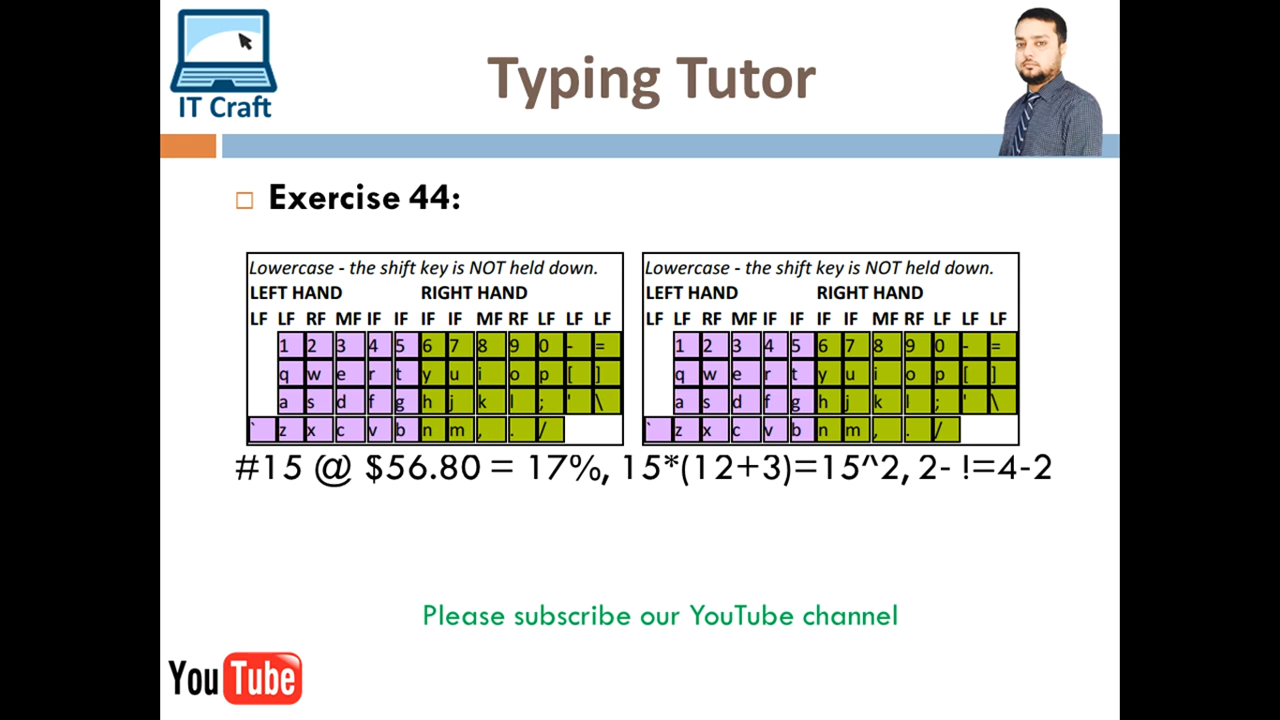 IT Craft
Typing Tutor
Exercise 44:
Lowercase - the shift key is NOT held down.
LEFT HAND RIGHT HAND
LF LF RF MF IF IF IF IF MF RF LF LF LF
1 2 3 4 5 6 7 8 9 0 - =
q w e r t y u i o p [ ]
a s d f g h j k l ; ' \
` z x c v b n m , . /
Lowercase - the shift key is NOT held down.
LEFT HAND RIGHT HAND
LF LF RF MF IF IF IF IF MF RF LF LF LF
1 2 3 4 5 6 7 8 9 0 - =
q w e r t y u i o p [ ]
a s d f g h j k l ; ' \
` z x c v b n m , . /
#15 @ $56.80 = 17%, 15*(12+3)=15^2, 2- !=4-2
Please subscribe our YouTube channel
YouTube